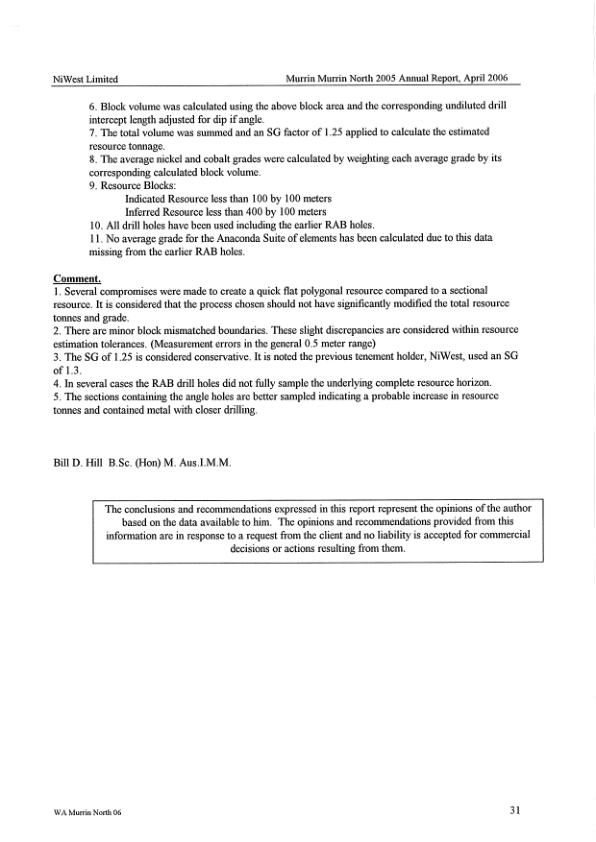 NiWest Limited Murrin Murrin North 2005 Annual Report, April 2006
6. Block volume was calculated using the above block area and the corresponding undiluted drill
intercept length adjusted for dip if angle.
7. The total volume was summed and an SG factor of 1.25 applied to calculate the estimated
resource tonnage.
8. The average nickel and cobalt grades were calculated by weighting each average grade by its
corresponding calculated block volume.
9. Resource Blocks:
Indicated Resource less than 100 by 100 meters
Inferred Resource less than 400 by 100 meters
10. All drill holes have been used including the earlier RAB holes.
11. No average grade for the Anaconda Suite of elements has been calculated due to this data
missing from the earlier RAB holes.
Comment.
1. Several compromises were made to create a quick flat polygonal resource compared to a sectional
resource. It is considered that the process chosen should not have significantly modified the total resource
tonnes and grade.
2. There are minor block mismatched boundaries. These slight discrepancies are considered within resource
estimation tolerances. (Measurement errors in the general 0.5 meter range)
3. The SG of 1.25 is considered conservative. It is noted the previous tenement holder, NiWest, used an SG
of 1.3.
4. In several cases the RAB drill holes did not fully sample the underlying complete resource horizon.
5. The sections containing the angle holes are better sampled indicating a probable increase in resource
tonnes and contained metal with closer drilling.
Bill D. Hill B.Sc. (Hon) M. Aus.I.M.M.
The conclusions and recommendations expressed in this report represent the opinions of the author
based on the data available to him. The opinions and recommendations provided from this
information are in response to a request from the client and no liability is accepted for commercial
decisions or actions resulting from them.
WA Murrin North 06 31